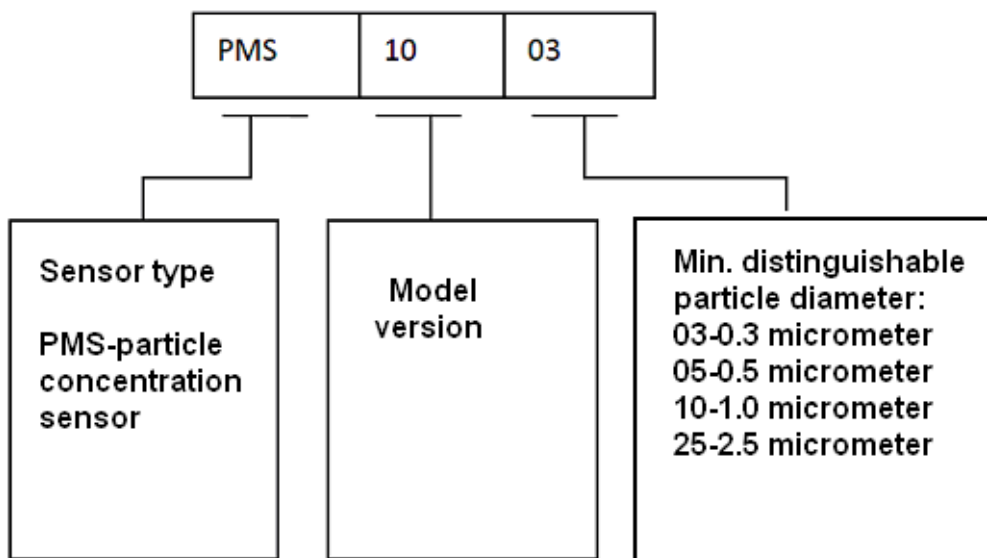 PMS 10 03
Sensor type
PMS-particle
concentration
sensor
Model
version
Min. distinguishable
particle diameter:
03-0.3 micrometer
05-0.5 micrometer
10-1.0 micrometer
25-2.5 micrometer